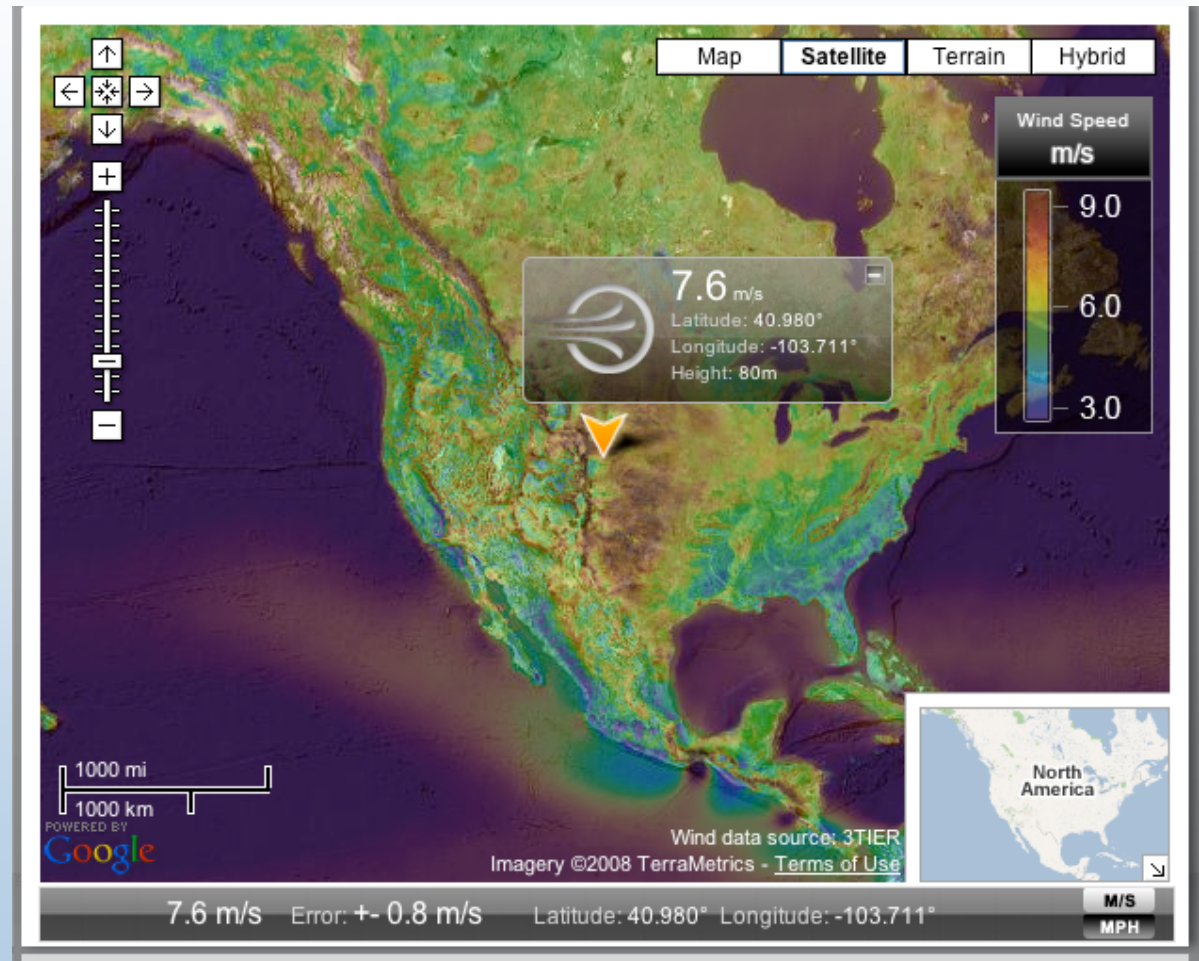 Map Satellite Terrain Hybrid
Wind Speed
m/s
9.0
6.0
3.0
7.6 m/s
Latitude: 40.980°
Longitude: -103.711°
Height: 80m
1000 mi
1000 km
POWERED BY
Google
North
America
Wind data source: 3TIER
Imagery ©2008 TerraMetrics - Terms of Use
7.6 m/s Error: +- 0.8 m/s Latitude: 40.980° Longitude: -103.711°
M/S
MPH